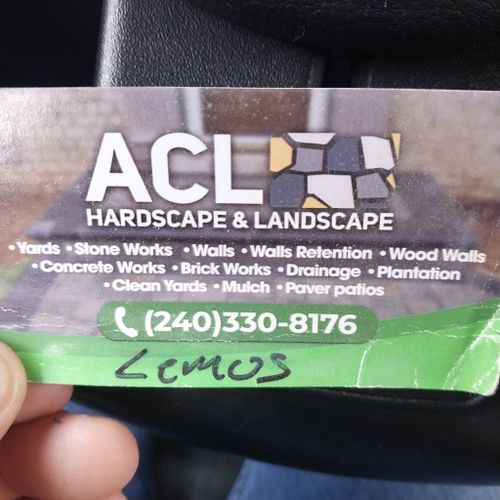 ACL
HARDSCAPE & LANDSCAPE
•Yards •Stone Works •Walls •Walls Retention •Wood Walls
•Concrete Works •Brick Works •Drainage •Plantation
•Clean Yards •Mulch •Paver patios
(240)330-8176
Lemos